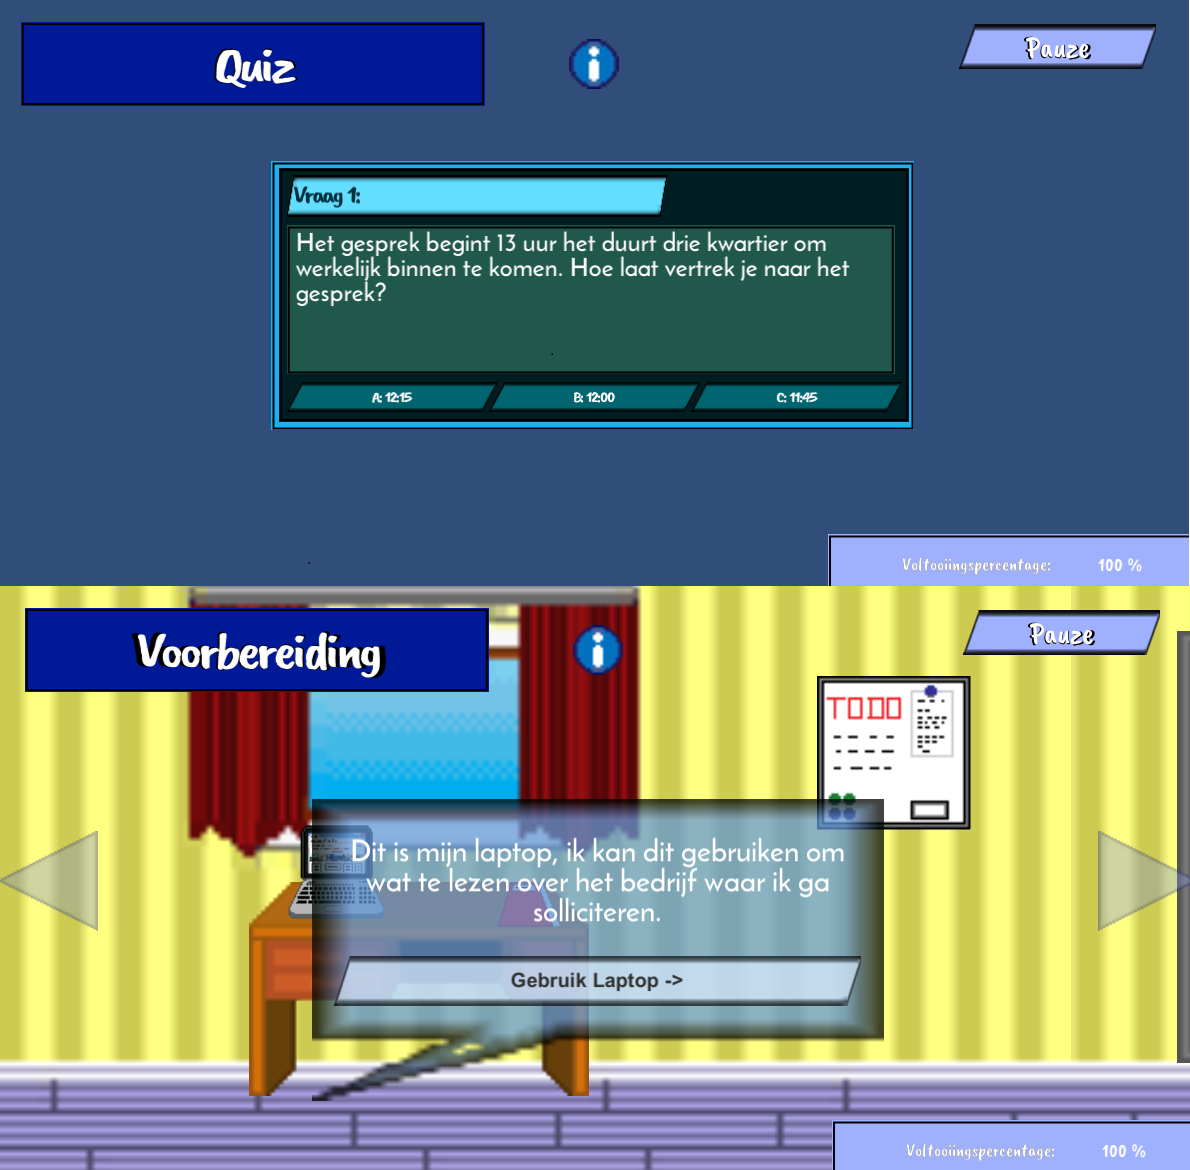 Quiz
Pauze
Vraag 1:
Het gesprek begint 13 uur het duurt drie kwartier om
werkelijk binnen te komen. Hoe laat vertrek je naar het
gesprek?
A: 12:15
B: 12:00
C: 11:45
Voltooiingspercentage: 100 %
Voorbereiding
Pauze
TODO
Dit is mijn laptop, ik kan dit gebruiken om
wat te lezen over het bedrijf waar ik ga
solliciteren.
Gebruik Laptop ->
Voltooiingspercentage: 100 %